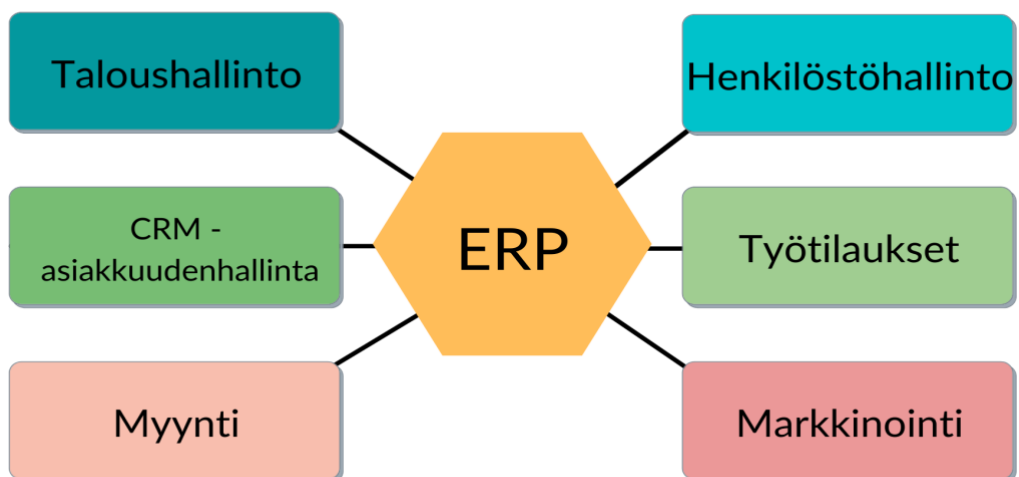 Taloushallinto
Henkilöstöhallinto
CRM -
asiakkuudenhallinta
ERP
Työtilaukset
Myynti
Markkinointi